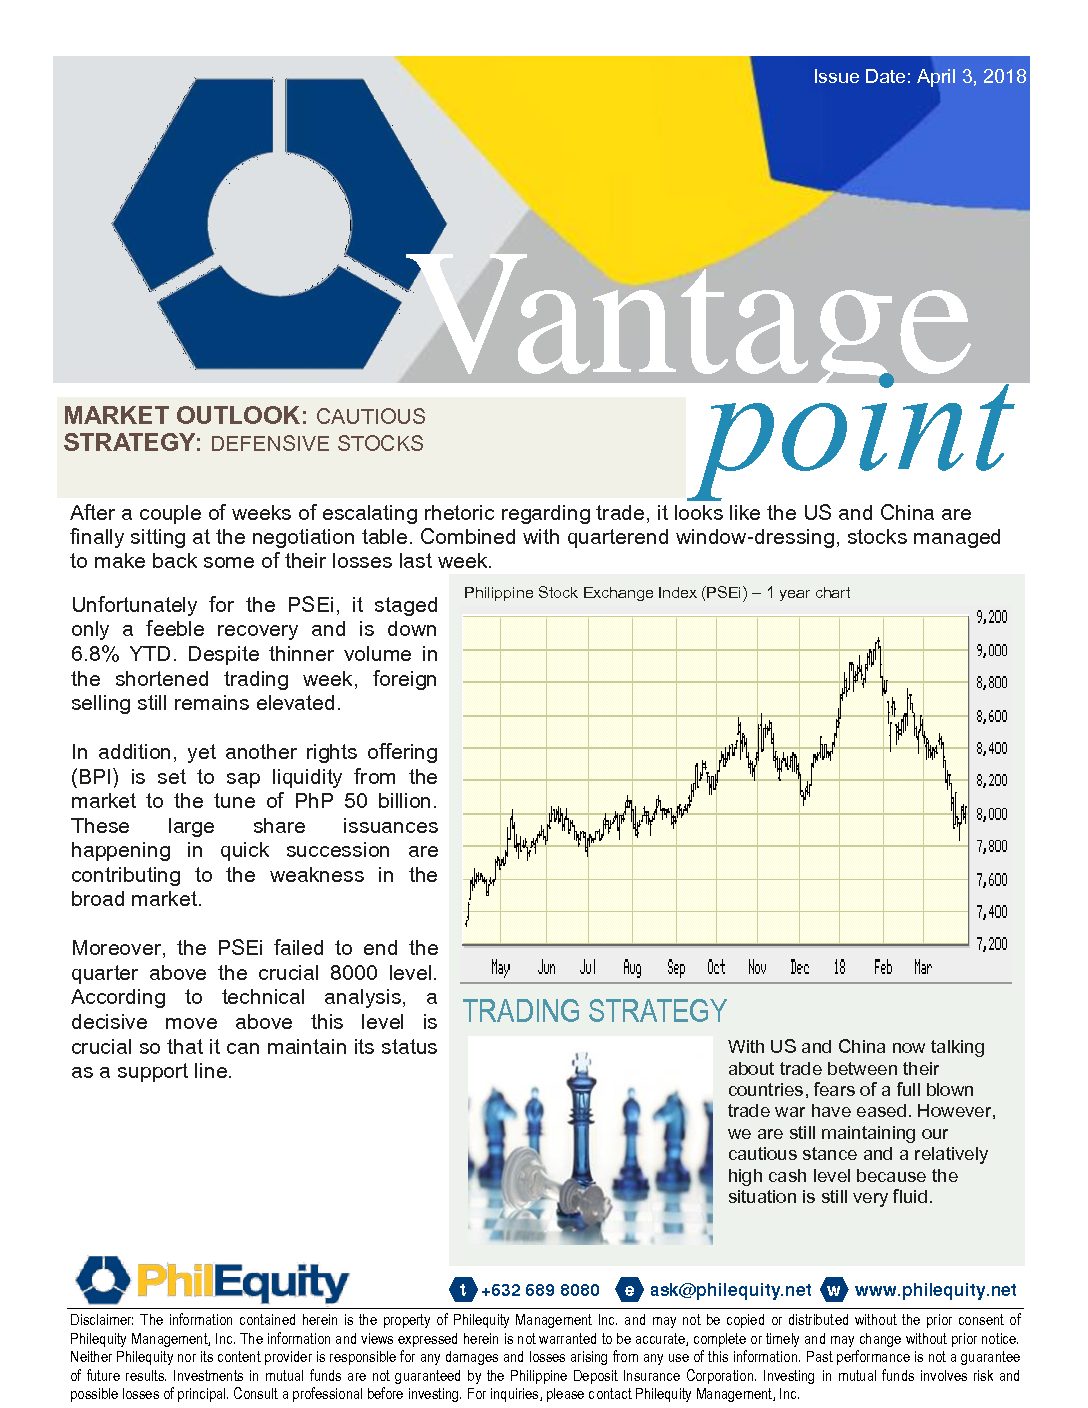 Issue Date: April 3, 2018
Vantage
point
MARKET OUTLOOK: CAUTIOUS
STRATEGY: DEFENSIVE STOCKS
After a couple of weeks of escalating rhetoric regarding trade, it looks like the US and China are
finally sitting at the negotiation table. Combined with quarterend window-dressing, stocks managed
to make back some of their losses last week.
Unfortunately for the PSEi, it staged
only a feeble recovery and is down
6.8% YTD. Despite thinner volume in
the shortened trading week, foreign
selling still remains elevated.
In addition, yet another rights offering
(BPI) is set to sap liquidity from the
market to the tune of PhP 50 billion.
These large share issuances
happening in quick succession are
contributing to the weakness in the
broad market.
Moreover, the PSEi failed to end the
quarter above the crucial 8000 level.
According to technical analysis, a
decisive move above this level is
crucial so that it can maintain its status
as a support line.
Philippine Stock Exchange Index (PSEi) – 1 year chart
9,200
9,000
8,800
8,600
8,400
8,200
8,000
7,800
7,600
7,400
7,200
May Jun Jul Aug Sep Oct Nov Dec 18 Feb Mar
TRADING STRATEGY
With US and China now talking
about trade between their
countries, fears of a full blown
trade war have eased. However,
we are still maintaining our
cautious stance and a relatively
high cash level because the
situation is still very fluid.
PhilEquity
t +632 689 8080 e ask@philequity.net w www.philequity.net
Disclaimer: The information contained herein is the property of Philequity Management Inc. and may not be copied or distributed without the prior consent of
Philequity Management, Inc. The information and views expressed herein is not warranted to be accurate, complete or timely and may change without prior notice.
Neither Philequity nor its content provider is responsible for any damages and losses arising from any use of this information. Past performance is not a guarantee
of future results. Investments in mutual funds are not guaranteed by the Philippine Deposit Insurance Corporation. Investing in mutual funds involves risk and
possible losses of principal. Consult a professional before investing. For inquiries, please contact Philequity Management, Inc.